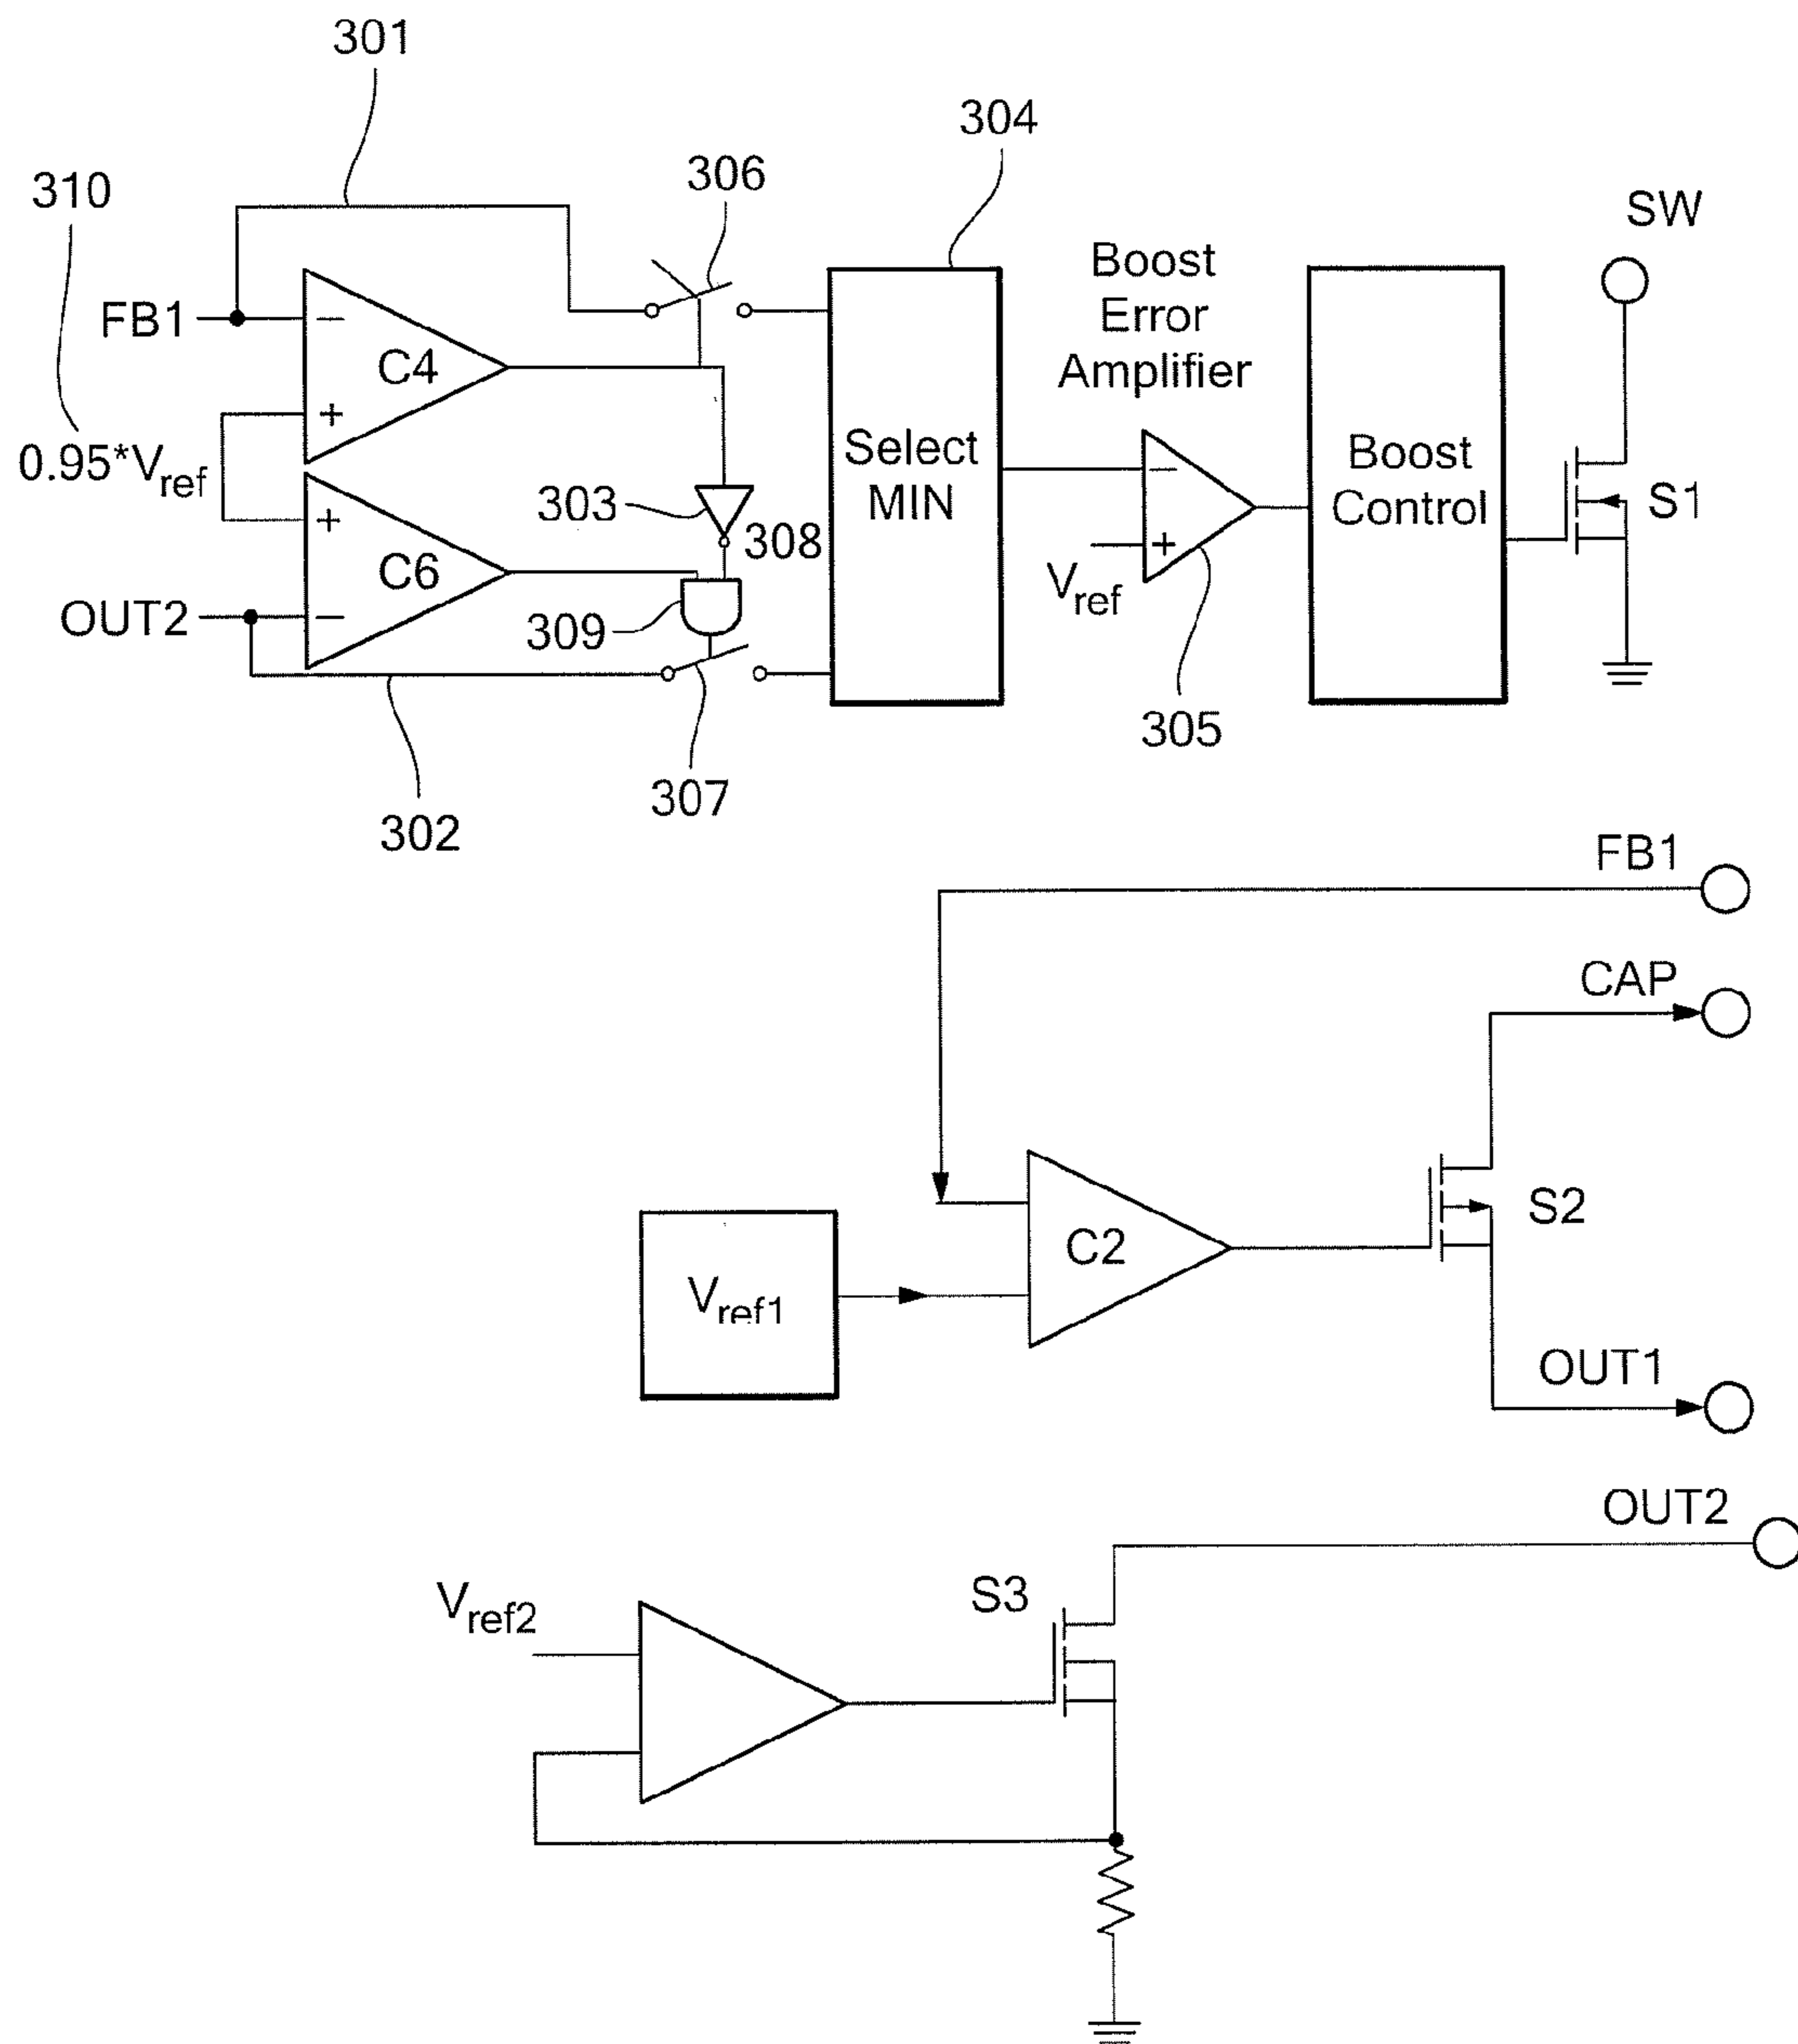 301
304
306
310
SW
Boost
Error
Amplifier
FB1
C4
0.95*Vref
Select
MIN
Boost
Control
303
308
S1
C6
Vref
OUT2
309
305
307
302
FB1
CAP
S2
C2
Vref1
OUT1
OUT2
S3
Vref2